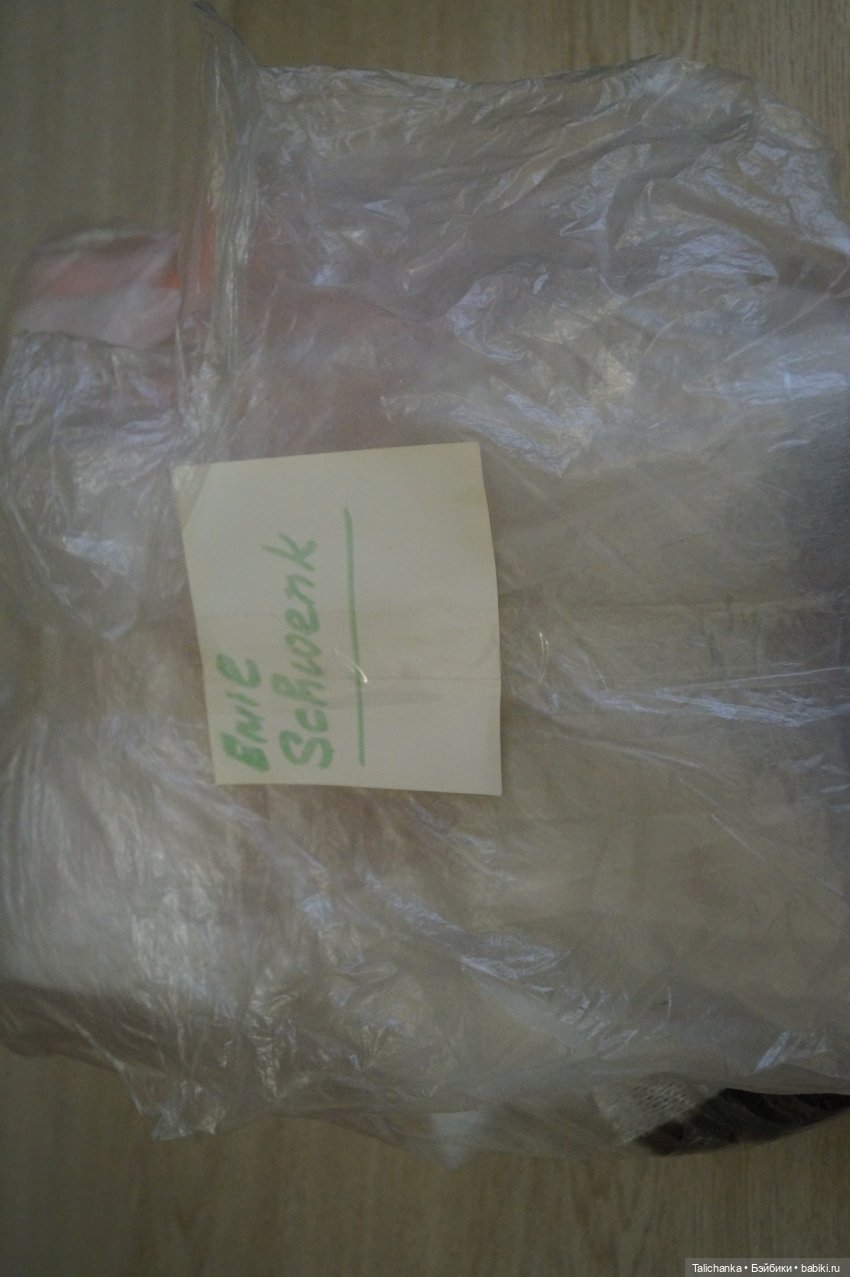 Emil
Schwenk
Talichanka • Бэйбики • babiki.ru